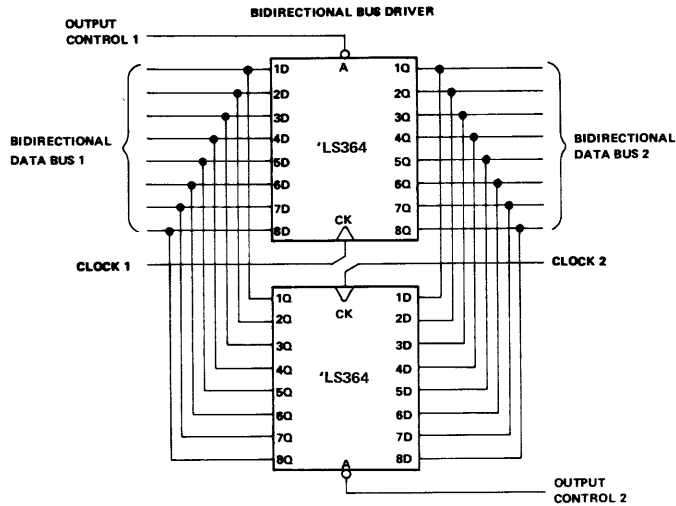 BIDIRECTIONAL BUS DRIVER
OUTPUT
CONTROL 1
A
1D
2D
3D
4D
5D
6D
7D
8D
'LS364
CK
1Q
2Q
3Q
4Q
5Q
6Q
7Q
8Q
BIDIRECTIONAL
DATA BUS 1
BIDIRECTIONAL
DATA BUS 2
CLOCK 1
CLOCK 2
CK
1Q
2Q
3Q
4Q
5Q
6Q
7Q
8Q
'LS364
1D
2D
3D
4D
5D
6D
7D
8D
A
OUTPUT
CONTROL 2